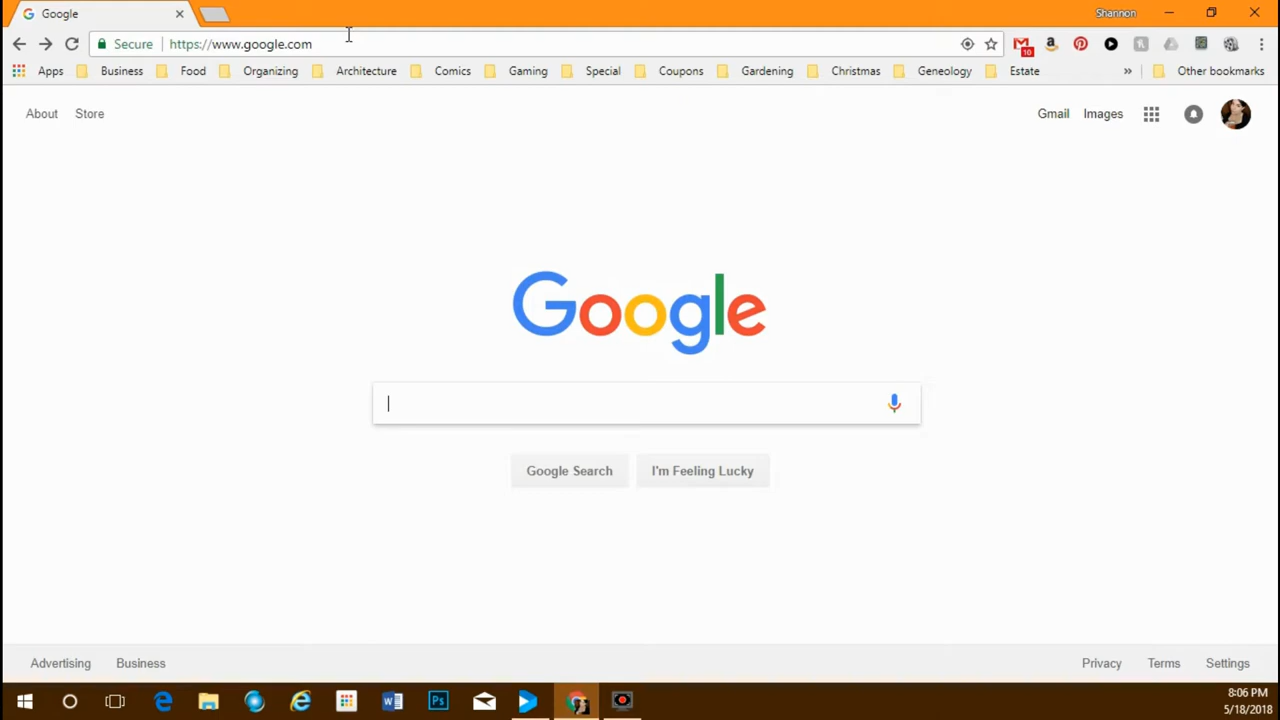 Google
Shannon
Secure
https://www.google.com
10
Apps
Business
Food
Organizing
Architecture
Comics
Gaming
Special
Coupons
Gardening
Christmas
Geneology
Estate
»
Other bookmarks
About
Store
Gmail
Images
Google
Google Search
I'm Feeling Lucky
Advertising
Business
Privacy
Terms
Settings
Ps
8:06 PM
5/18/2018